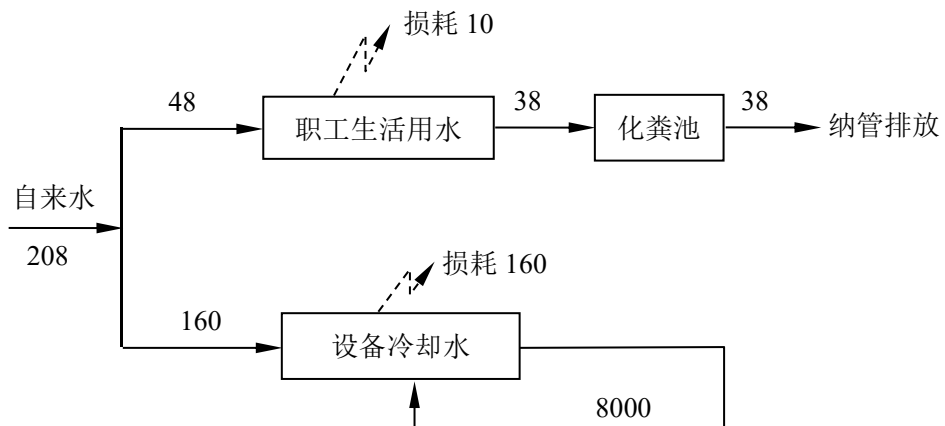 损耗 10
48
职工生活用水
38
化粪池
38
纳管排放
自来水
208
损耗 160
160
设备冷却水
8000